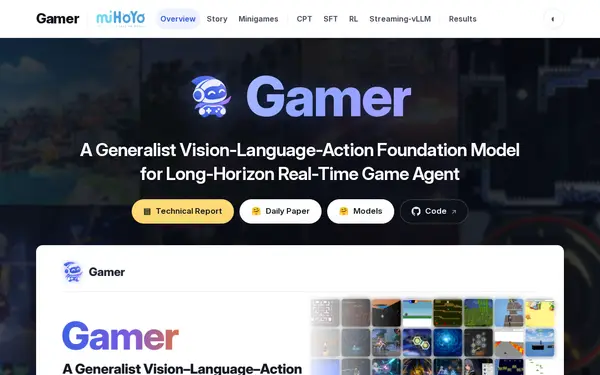 Gamer
miHoYo
Overview
Story
Minigames
CPT
SFT
RL
Streaming-vLLM
Results
Gamer
A Generalist Vision-Language-Action Foundation Model
for Long-Horizon Real-Time Game Agent
Technical Report
Daily Paper
Models
Code
Gamer
Gamer
A Generalist Vision–Language–Action